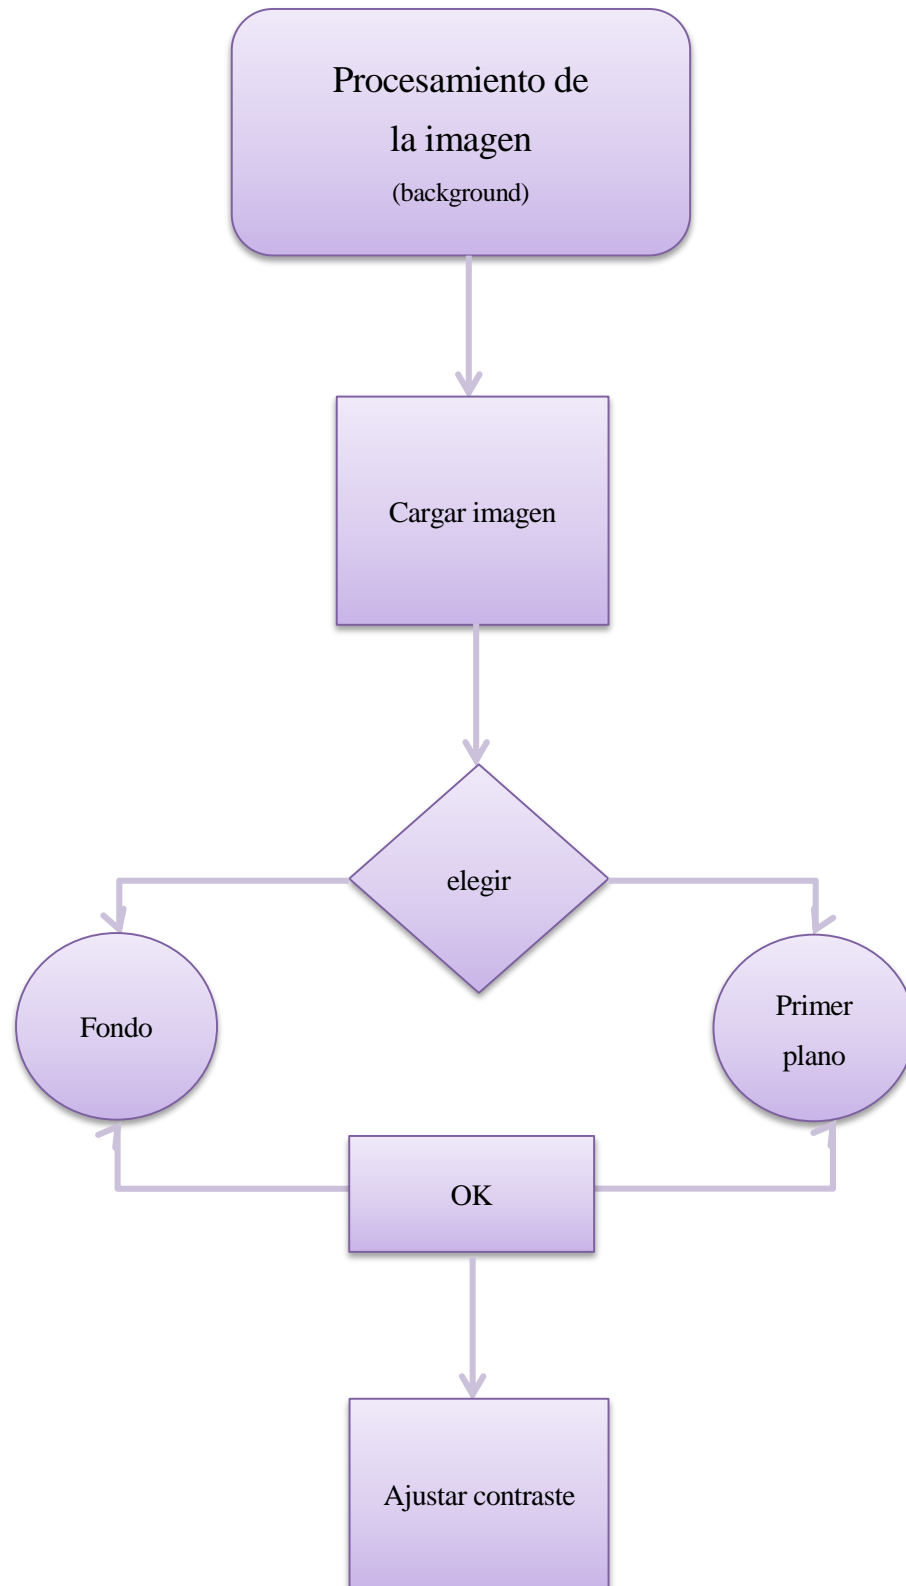 Procesamiento de
la imagen
(background)
Cargar imagen
elegir
Fondo
Primer
plano
OK
Ajustar contraste